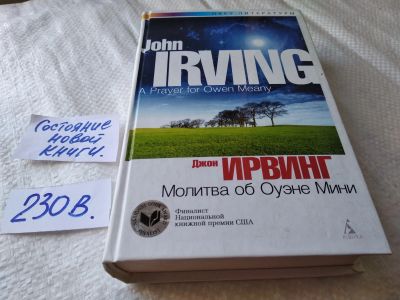 John
IRVING
A Prayer for Owen Meany
Джон ИРВИНГ
Молитва об Оуэне Мини
Финалист
Национальной
книжной премии США
Состояние
новой
книги.
230 В.